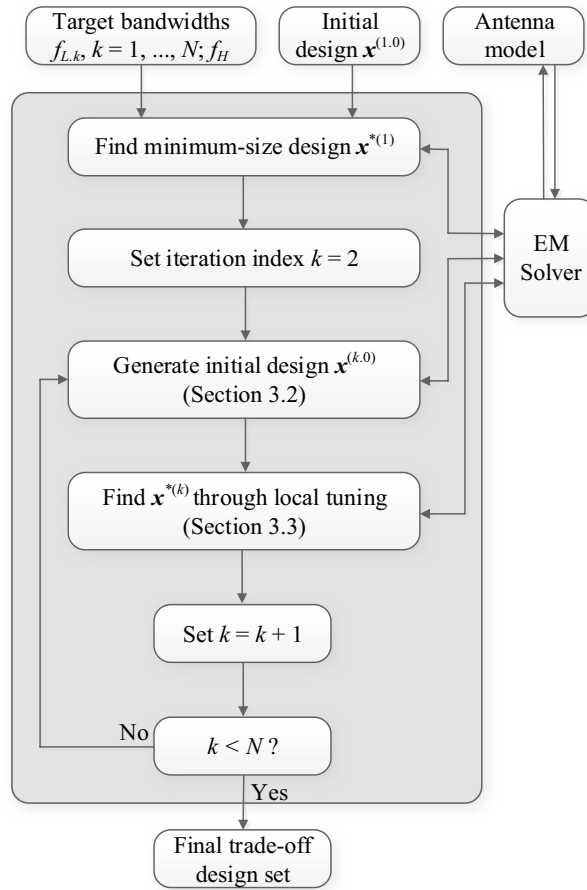 Target bandwidths
f_{L.k}, k = 1, ..., N; f_H
Initial
design x^{(1.0)}
Antenna
model
Find minimum-size design x^{*(1)}
Set iteration index k = 2
EM
Solver
Generate initial design x^{(k.0)}
(Section 3.2)
Find x^{*(k)} through local tuning
(Section 3.3)
Set k = k + 1
No
k < N ?
Yes
Final trade-off
design set